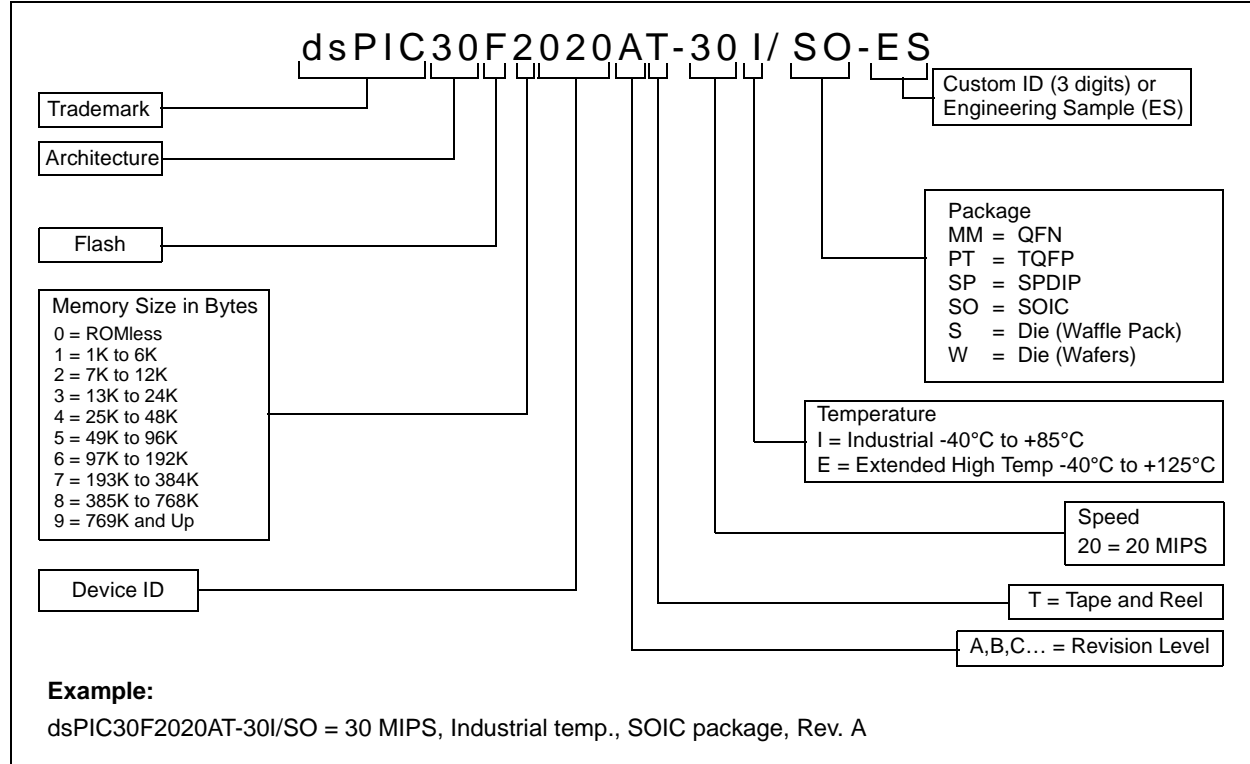 dsPIC30F2020AT-30I/SO-ES
Custom ID (3 digits) or
Engineering Sample (ES)
Trademark
Architecture
Flash
Memory Size in Bytes
0 = ROMless
1 = 1K to 6K
2 = 7K to 12K
3 = 13K to 24K
4 = 25K to 48K
5 = 49K to 96K
6 = 97K to 192K
7 = 193K to 384K
8 = 385K to 768K
9 = 769K and Up
Device ID
Package
MM = QFN
PT = TQFP
SP = SPDIP
SO = SOIC
S = Die (Waffle Pack)
W = Die (Wafers)
Temperature
I = Industrial -40°C to +85°C
E = Extended High Temp -40°C to +125°C
Speed
20 = 20 MIPS
T = Tape and Reel
A,B,C… = Revision Level
Example:
dsPIC30F2020AT-30I/SO = 30 MIPS, Industrial temp., SOIC package, Rev. A